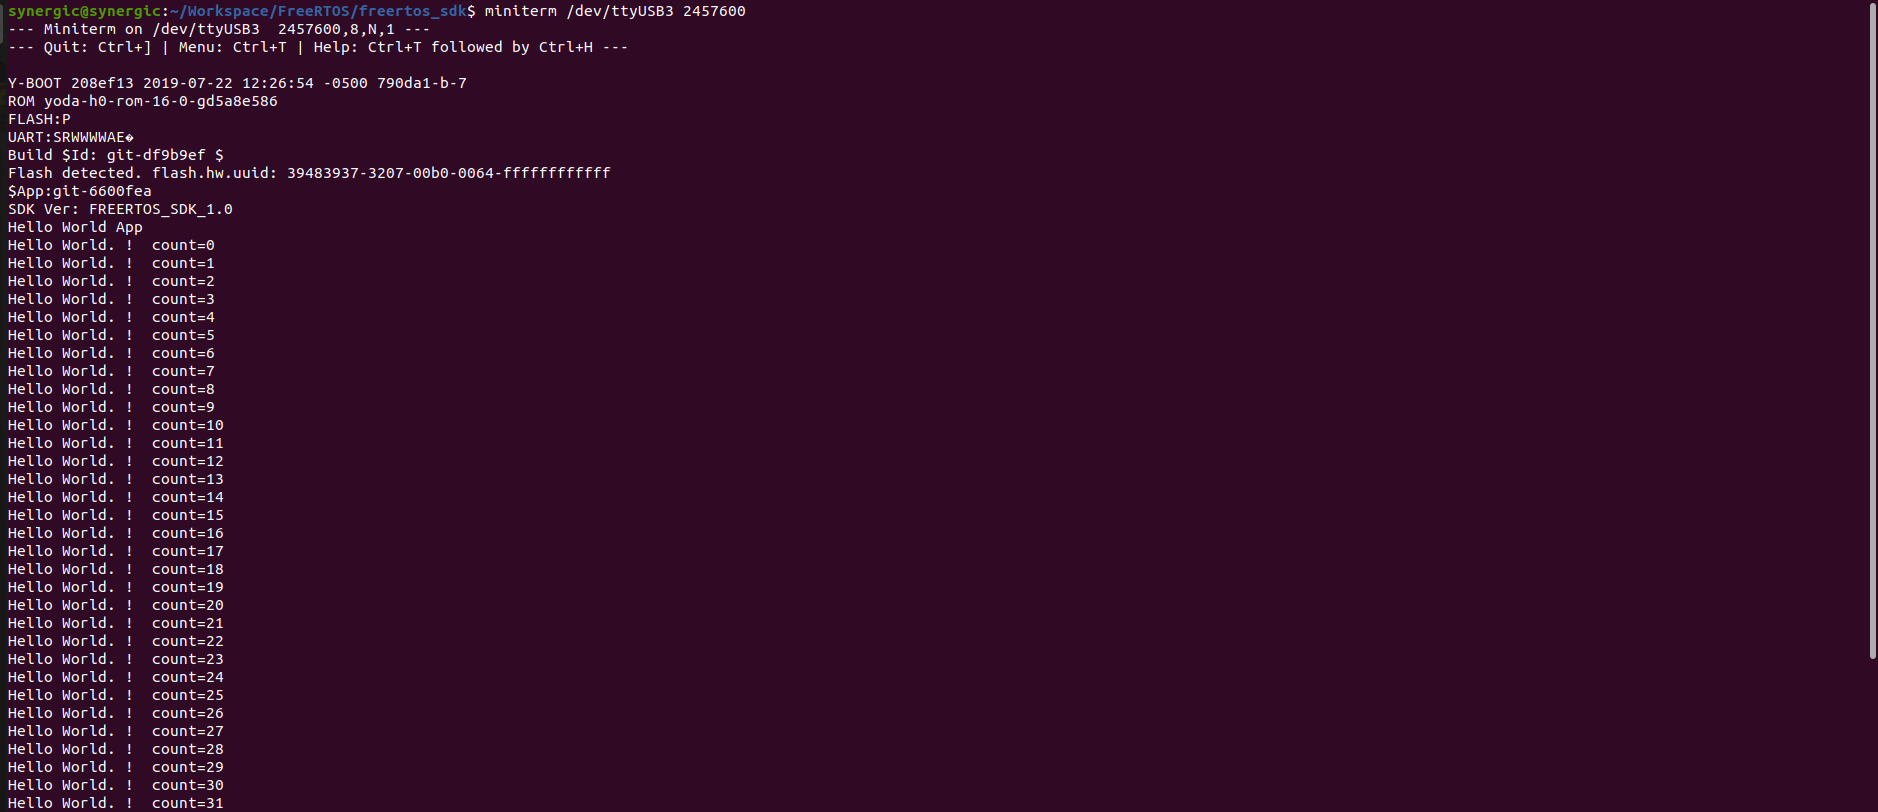 synergic@synergic:~/Workspace/FreeRTOS/freertos_sdk$ miniterm /dev/ttyUSB3 2457600
--- Miniterm on /dev/ttyUSB3  2457600,8,N,1 ---
--- Quit: Ctrl+] | Menu: Ctrl+T | Help: Ctrl+T followed by Ctrl+H ---
Y-BOOT 208ef13 2019-07-22 12:26:54 -0500 790da1-b-7
ROM yoda-h0-rom-16-0-gd5a8e586
FLASH:P
UART:SRWWWWAE�
Build $Id: git-df9b9ef $
Flash detected. flash.hw.uuid: 39483937-3207-00b0-0064-ffffffffffff
$App:git-6600fea
SDK Ver: FREERTOS_SDK_1.0
Hello World App
Hello World. !  count=0
Hello World. !  count=1
Hello World. !  count=2
Hello World. !  count=3
Hello World. !  count=4
Hello World. !  count=5
Hello World. !  count=6
Hello World. !  count=7
Hello World. !  count=8
Hello World. !  count=9
Hello World. !  count=10
Hello World. !  count=11
Hello World. !  count=12
Hello World. !  count=13
Hello World. !  count=14
Hello World. !  count=15
Hello World. !  count=16
Hello World. !  count=17
Hello World. !  count=18
Hello World. !  count=19
Hello World. !  count=20
Hello World. !  count=21
Hello World. !  count=22
Hello World. !  count=23
Hello World. !  count=24
Hello World. !  count=25
Hello World. !  count=26
Hello World. !  count=27
Hello World. !  count=28
Hello World. !  count=29
Hello World. !  count=30
Hello World. !  count=31